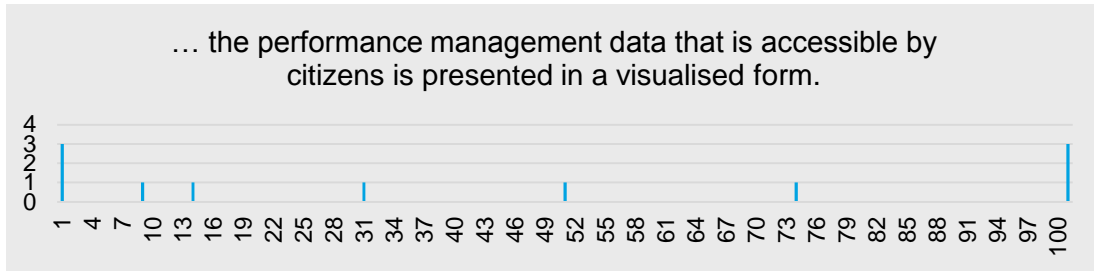 … the performance management data that is accessible by
citizens is presented in a visualised form.
4
3
2
1
0
1 4 7 10 13 16 19 22 25 28 31 34 37 40 43 46 49 52 55 58 61 64 67 70 73 76 79 82 85 88 91 94 97 100